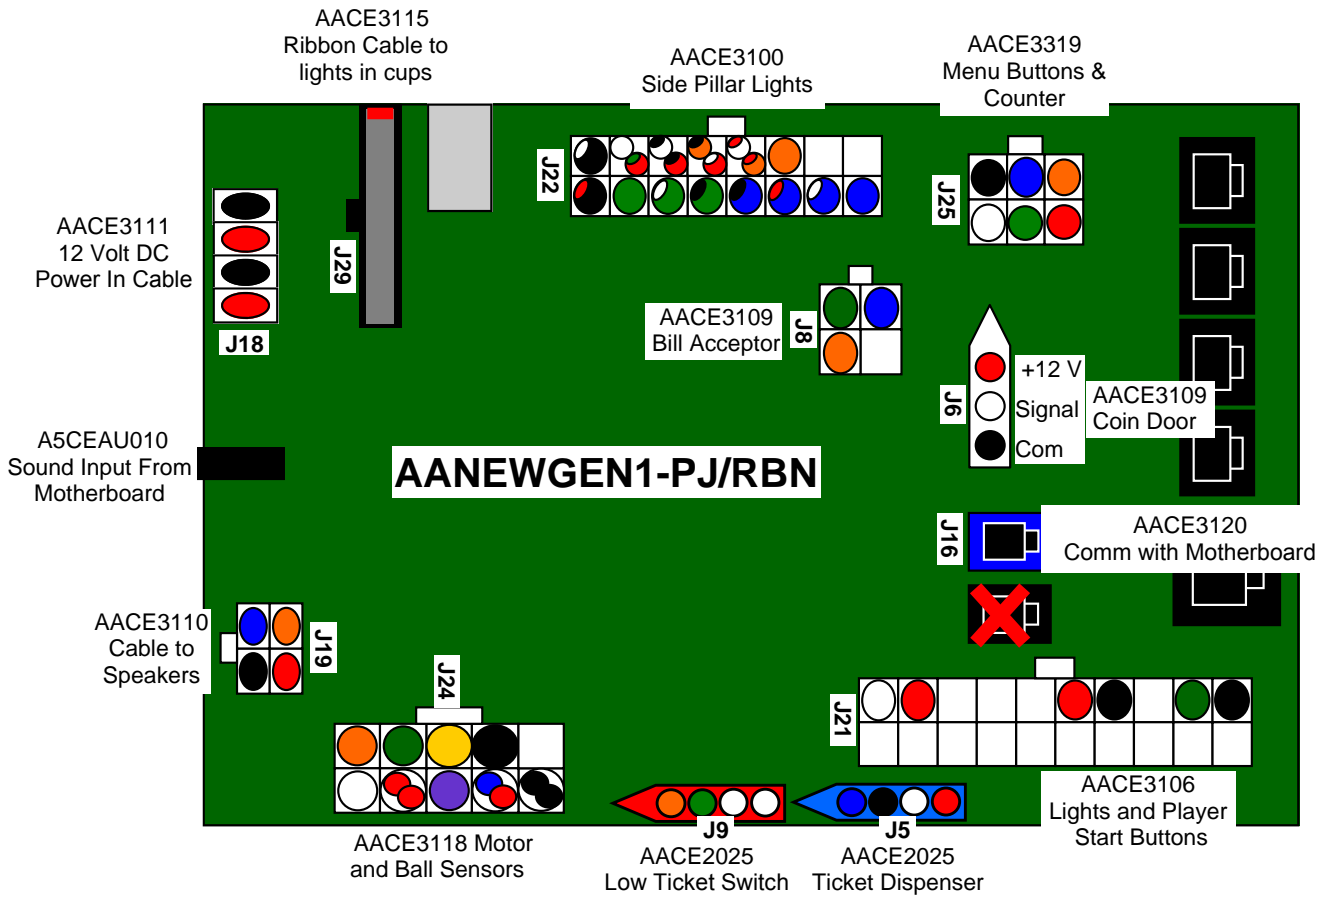 AACE3115
Ribbon Cable to
lights in cups
AACE3100
Side Pillar Lights
AACE3319
Menu Buttons &
Counter
J22
J25
AACE3111
12 Volt DC
Power In Cable
J29
J18
AACE3109
Bill Acceptor
J8
J6
+12 V
Signal
Com
AACE3109
Coin Door
A5CEAU010
Sound Input From
Motherboard
AANEWGEN1-PJ/RBN
J16
AACE3120
Comm with Motherboard
AACE3110
Cable to
Speakers
J19
J24
J21
AACE3118 Motor
and Ball Sensors
J9
AACE2025
Low Ticket Switch
J5
AACE2025
Ticket Dispenser
AACE3106
Lights and Player
Start Buttons